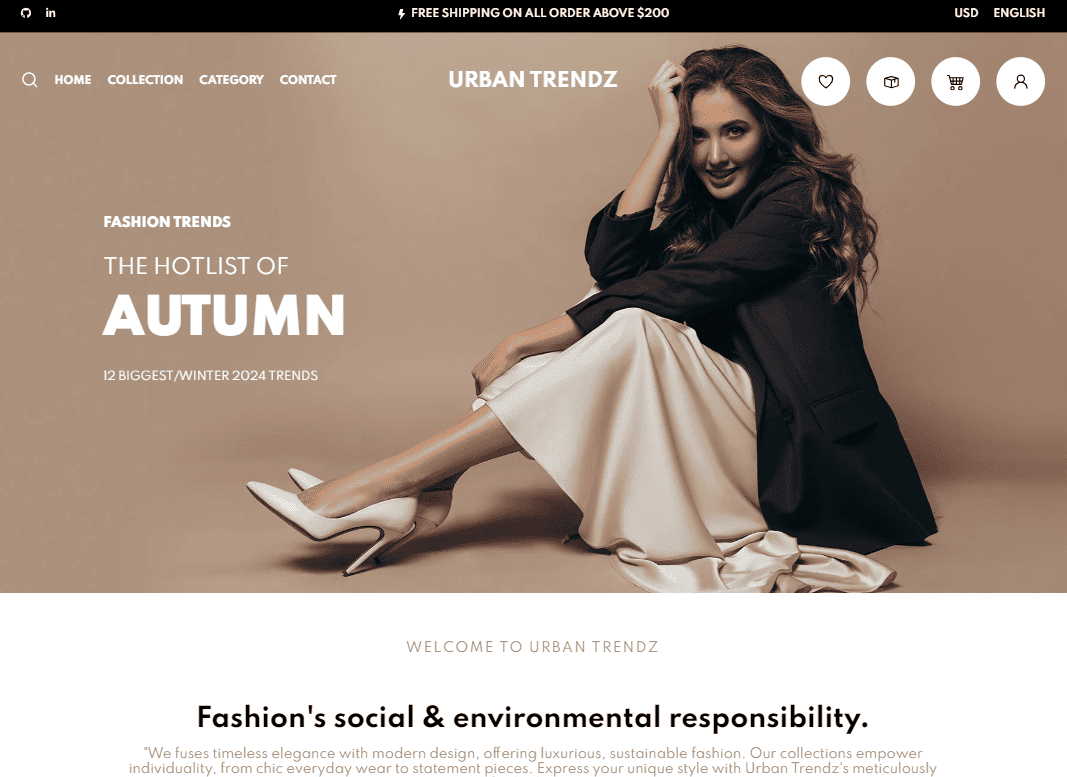 in
FREE SHIPPING ON ALL ORDER ABOVE $200
USD ENGLISH
HOME COLLECTION CATEGORY CONTACT
URBAN TRENDZ
FASHION TRENDS
THE HOTLIST OF
AUTUMN
12 BIGGEST/WINTER 2024 TRENDS
WELCOME TO URBAN TRENDZ
Fashion's social & environmental responsibility.
"We fuses timeless elegance with modern design, offering luxurious, sustainable fashion. Our collections empower
individuality, from chic everyday wear to statement pieces. Express your unique style with Urban Trendz's meticulously